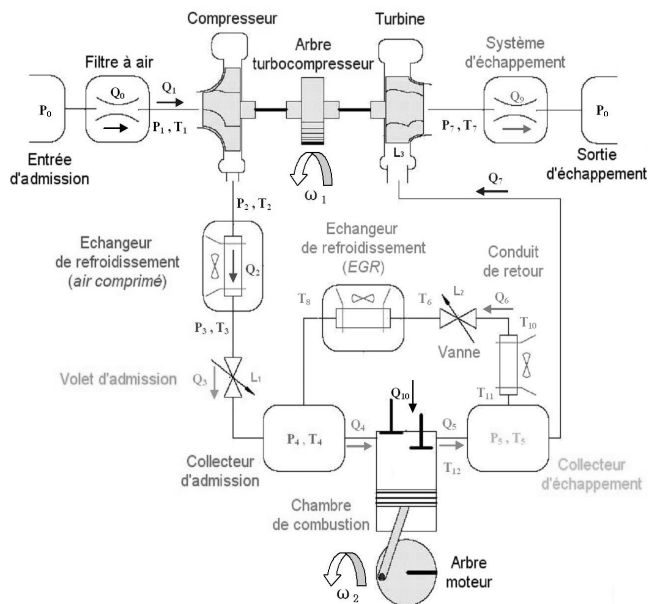 Compresseur
Turbine
Filtre à air
Arbre
turbocompresseur
Système
d'échappement
P₀
Q₀
Q₁
P₁ , T₁
P₇ , T₇
Q₉
P₀
Entrée
d'admission
L₃
Sortie
d'échappement
ω₁
Q₇
P₂ , T₂
Echangeur
de refroidissement
(air comprimé)
Q₂
Echangeur
de refroidissement
(EGR)
Conduit
de retour
T₈
T₆
L₂
Q₆
T₁₀
Vanne
P₃ , T₃
Volet d'admission
Q₃
L₁
T₁₁
Q₁₀
P₄ , T₄
Q₄
Q₅
P₅ , T₅
T₁₂
Collecteur
d'admission
Collecteur
d'échappement
Chambre
de combustion
Arbre
moteur
ω₂